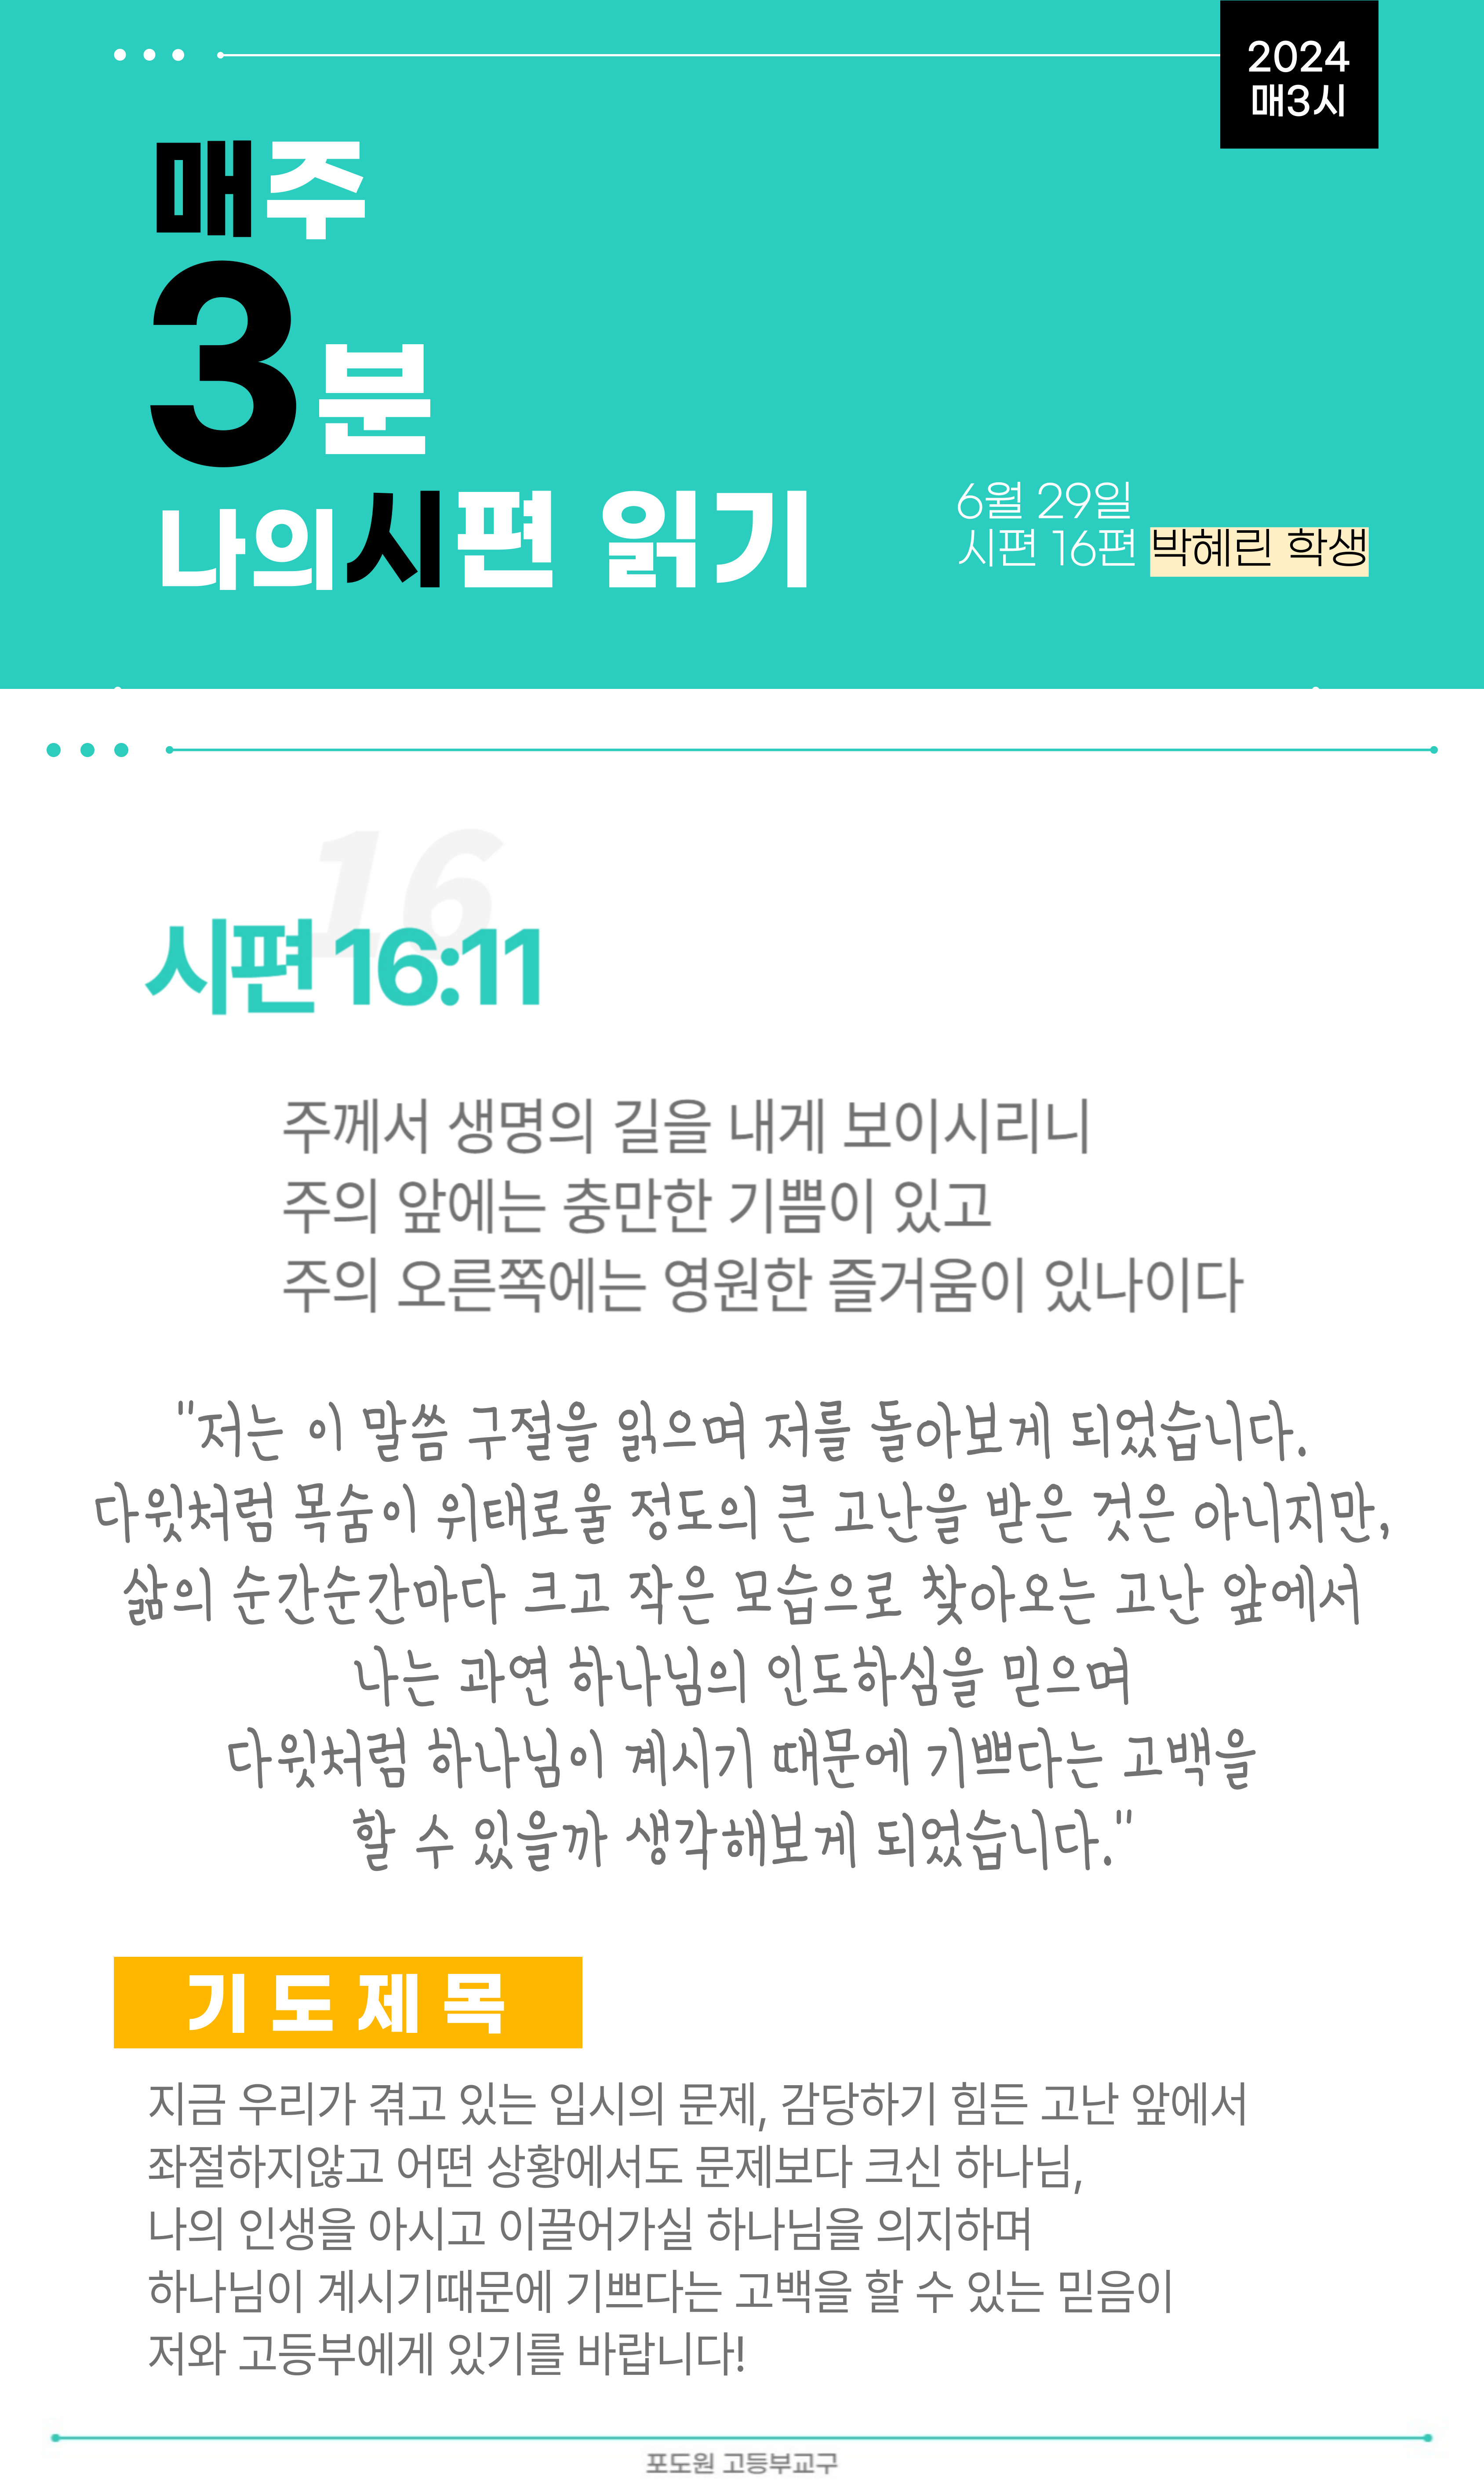 2024
매3시
매주
3분
나의시편 읽기
6월 29일
시편 16편 박혜린 학생
16
시편 16:11
주께서 생명의 길을 내게 보이시리니
주의 앞에는 충만한 기쁨이 있고
주의 오른쪽에는 영원한 즐거움이 있나이다
"저는 이 말씀 구절을 읽으며 저를 돌아보게 되었습니다.
다윗처럼 목숨이 위태로울 정도의 큰 고난을 받은 것은 아니지만,
삶의 순간순간마다 크고 작은 모습으로 찾아오는 고난 앞에서
나는 과연 하나님의 인도하심을 믿으며
다윗처럼 하나님이 계시기 때문에 기쁘다는 고백을
할 수 있을까 생각해보게 되었습니다."
기도제목
지금 우리가 겪고 있는 입시의 문제, 감당하기 힘든 고난 앞에서
좌절하지않고 어떤 상황에서도 문제보다 크신 하나님,
나의 인생을 아시고 이끌어가실 하나님을 의지하며
하나님이 계시기때문에 기쁘다는 고백을 할 수 있는 믿음이
저와 고등부에게 있기를 바랍니다!
포도원 고등부교구